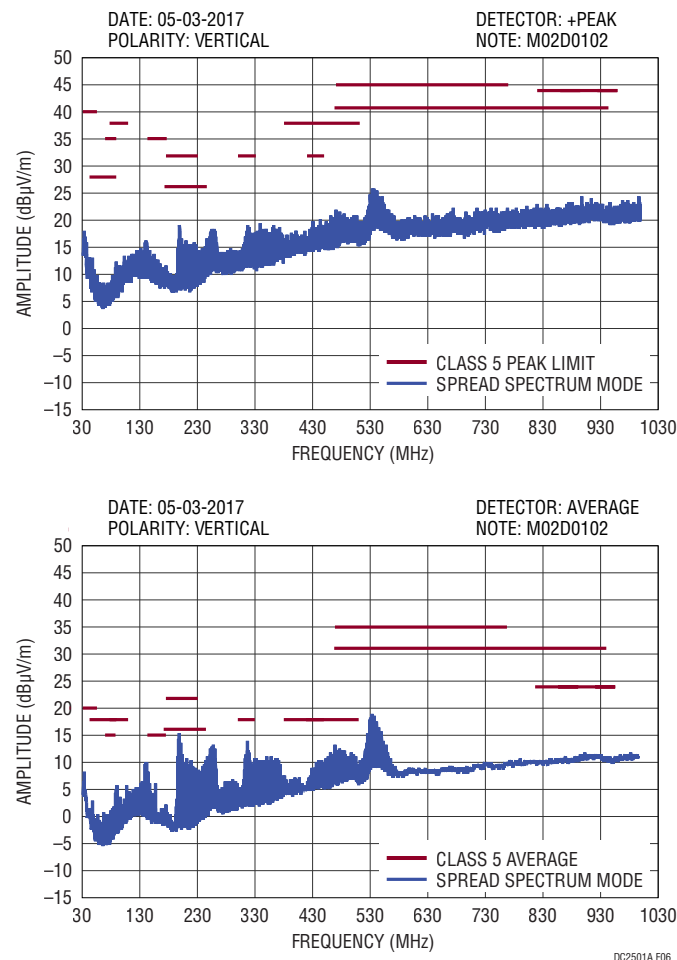 DATE: 05-03-2017 DETECTOR: +PEAK
POLARITY: VERTICAL NOTE: M02D0102
50
45
40
35
30
25
20
15
10
5
0
–5
–10
–15
AMPLITUDE (dBµV/m)
CLASS 5 PEAK LIMIT
SPREAD SPECTRUM MODE
30 130 230 330 430 530 630 730 830 930 1030
FREQUENCY (MHz)
DATE: 05-03-2017 DETECTOR: AVERAGE
POLARITY: VERTICAL NOTE: M02D0102
50
45
40
35
30
25
20
15
10
5
0
–5
–10
–15
AMPLITUDE (dBµV/m)
CLASS 5 AVERAGE
SPREAD SPECTRUM MODE
30 130 230 330 430 530 630 730 830 930 1030
FREQUENCY (MHz)
DC2501A F06